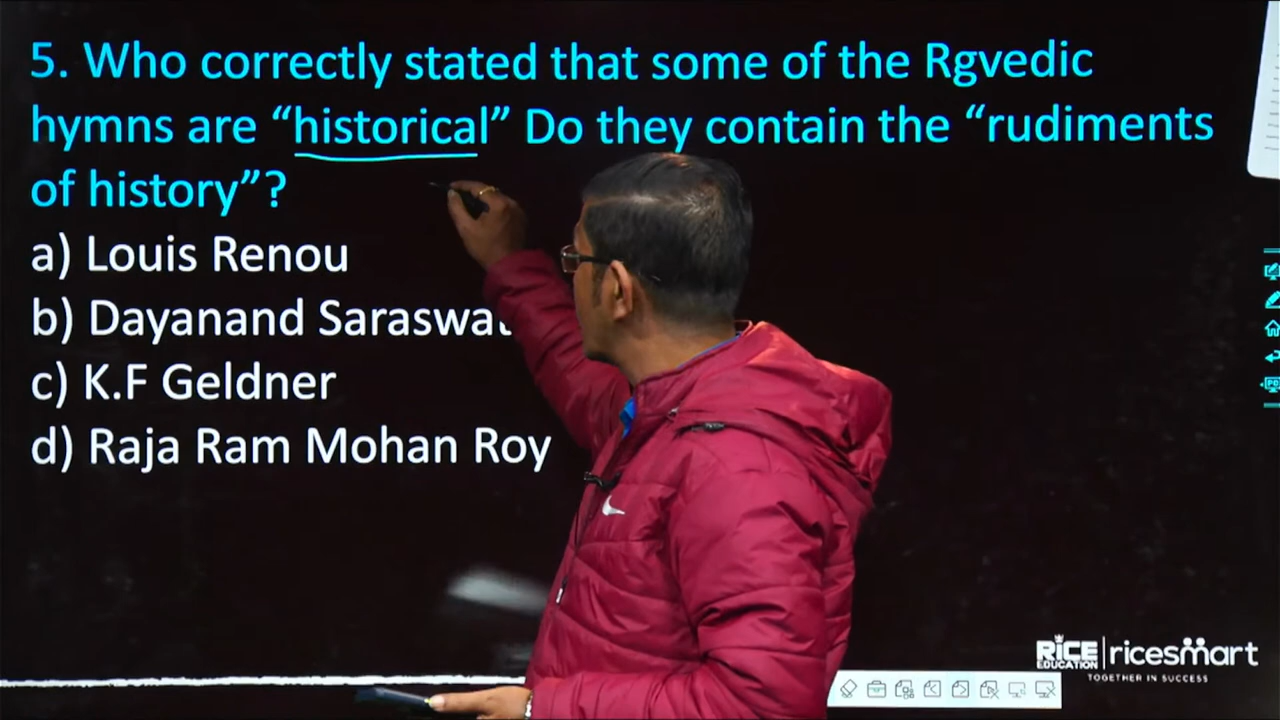 5. Who correctly stated that some of the Rgvedic
hymns are “historical” Do they contain the “rudiments
of history”?
a) Louis Renou
b) Dayanand
c) K.F Geldner
d) Raja Ram Mohan Roy
RICE EDUCATION | ricesmart
TOGETHER IN SUCCESS